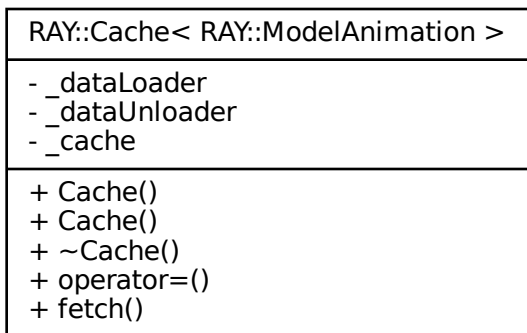 RAY::Cache< RAY::ModelAnimation >
- _dataLoader
- _dataUnloader
- _cache
+ Cache()
+ Cache()
+ ~Cache()
+ operator=()
+ fetch()